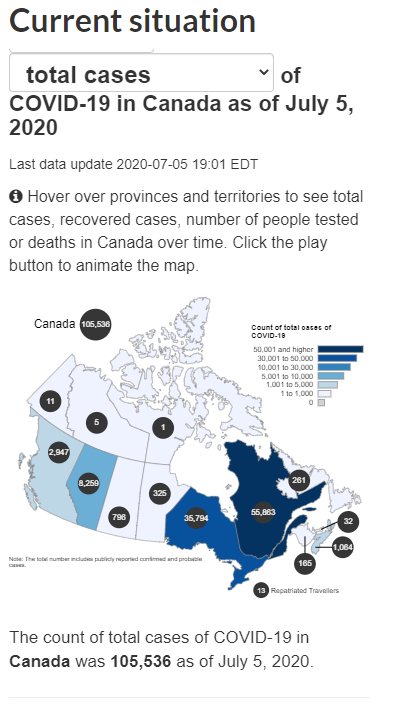 Current situation
total cases of
COVID-19 in Canada as of July 5,
2020
Last data update 2020-07-05 19:01 EDT
Hover over provinces and territories to see total
cases, recovered cases, number of people tested
or deaths in Canada over time. Click the play
button to animate the map.
Canada 105,536
Count of total cases of
COVID-19
50,001 and higher
30,001 to 50,000
10,001 to 30,000
5,001 to 10,000
1,001 to 5,000
1 to 1,000
0
11
5
1
2,947
8,259
796
325
35,794
55,863
261
32
1,064
165
Note: The total number includes publicly reported confirmed and probable
cases.
13 Repatriated Travellers
The count of total cases of COVID-19 in
Canada was 105,536 as of July 5, 2020.